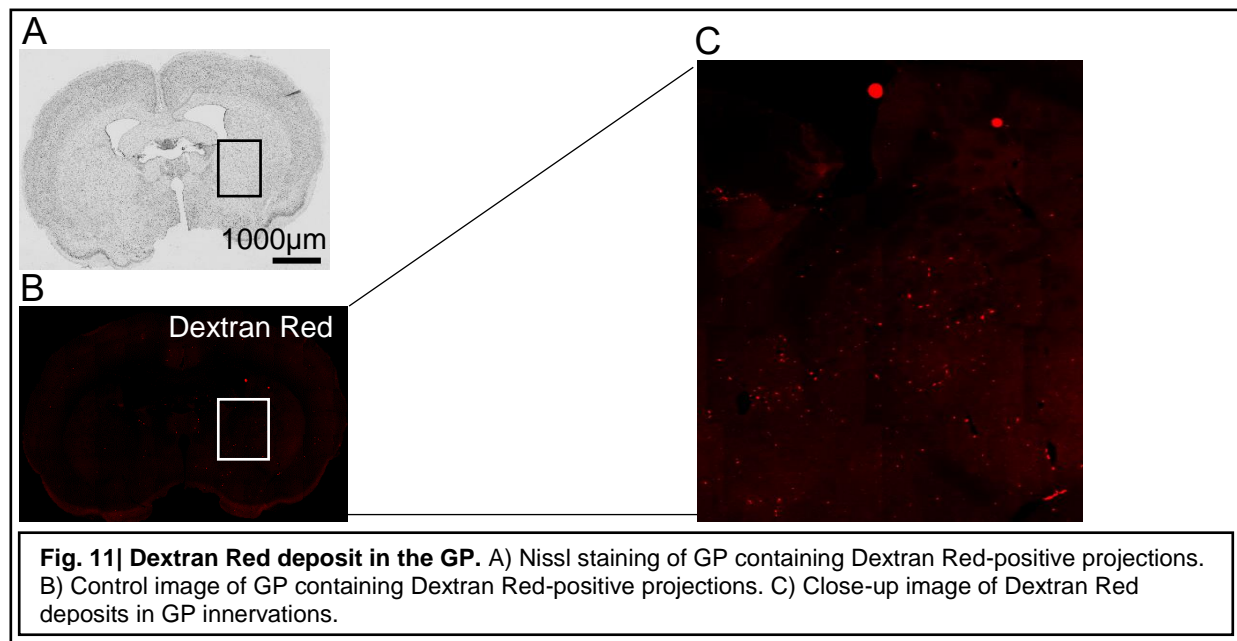 A
C
1000µm
B
Dextran Red
Fig. 11| Dextran Red deposit in the GP. A) Nissl staining of GP containing Dextran Red-positive projections.
B) Control image of GP containing Dextran Red-positive projections. C) Close-up image of Dextran Red
deposits in GP innervations.